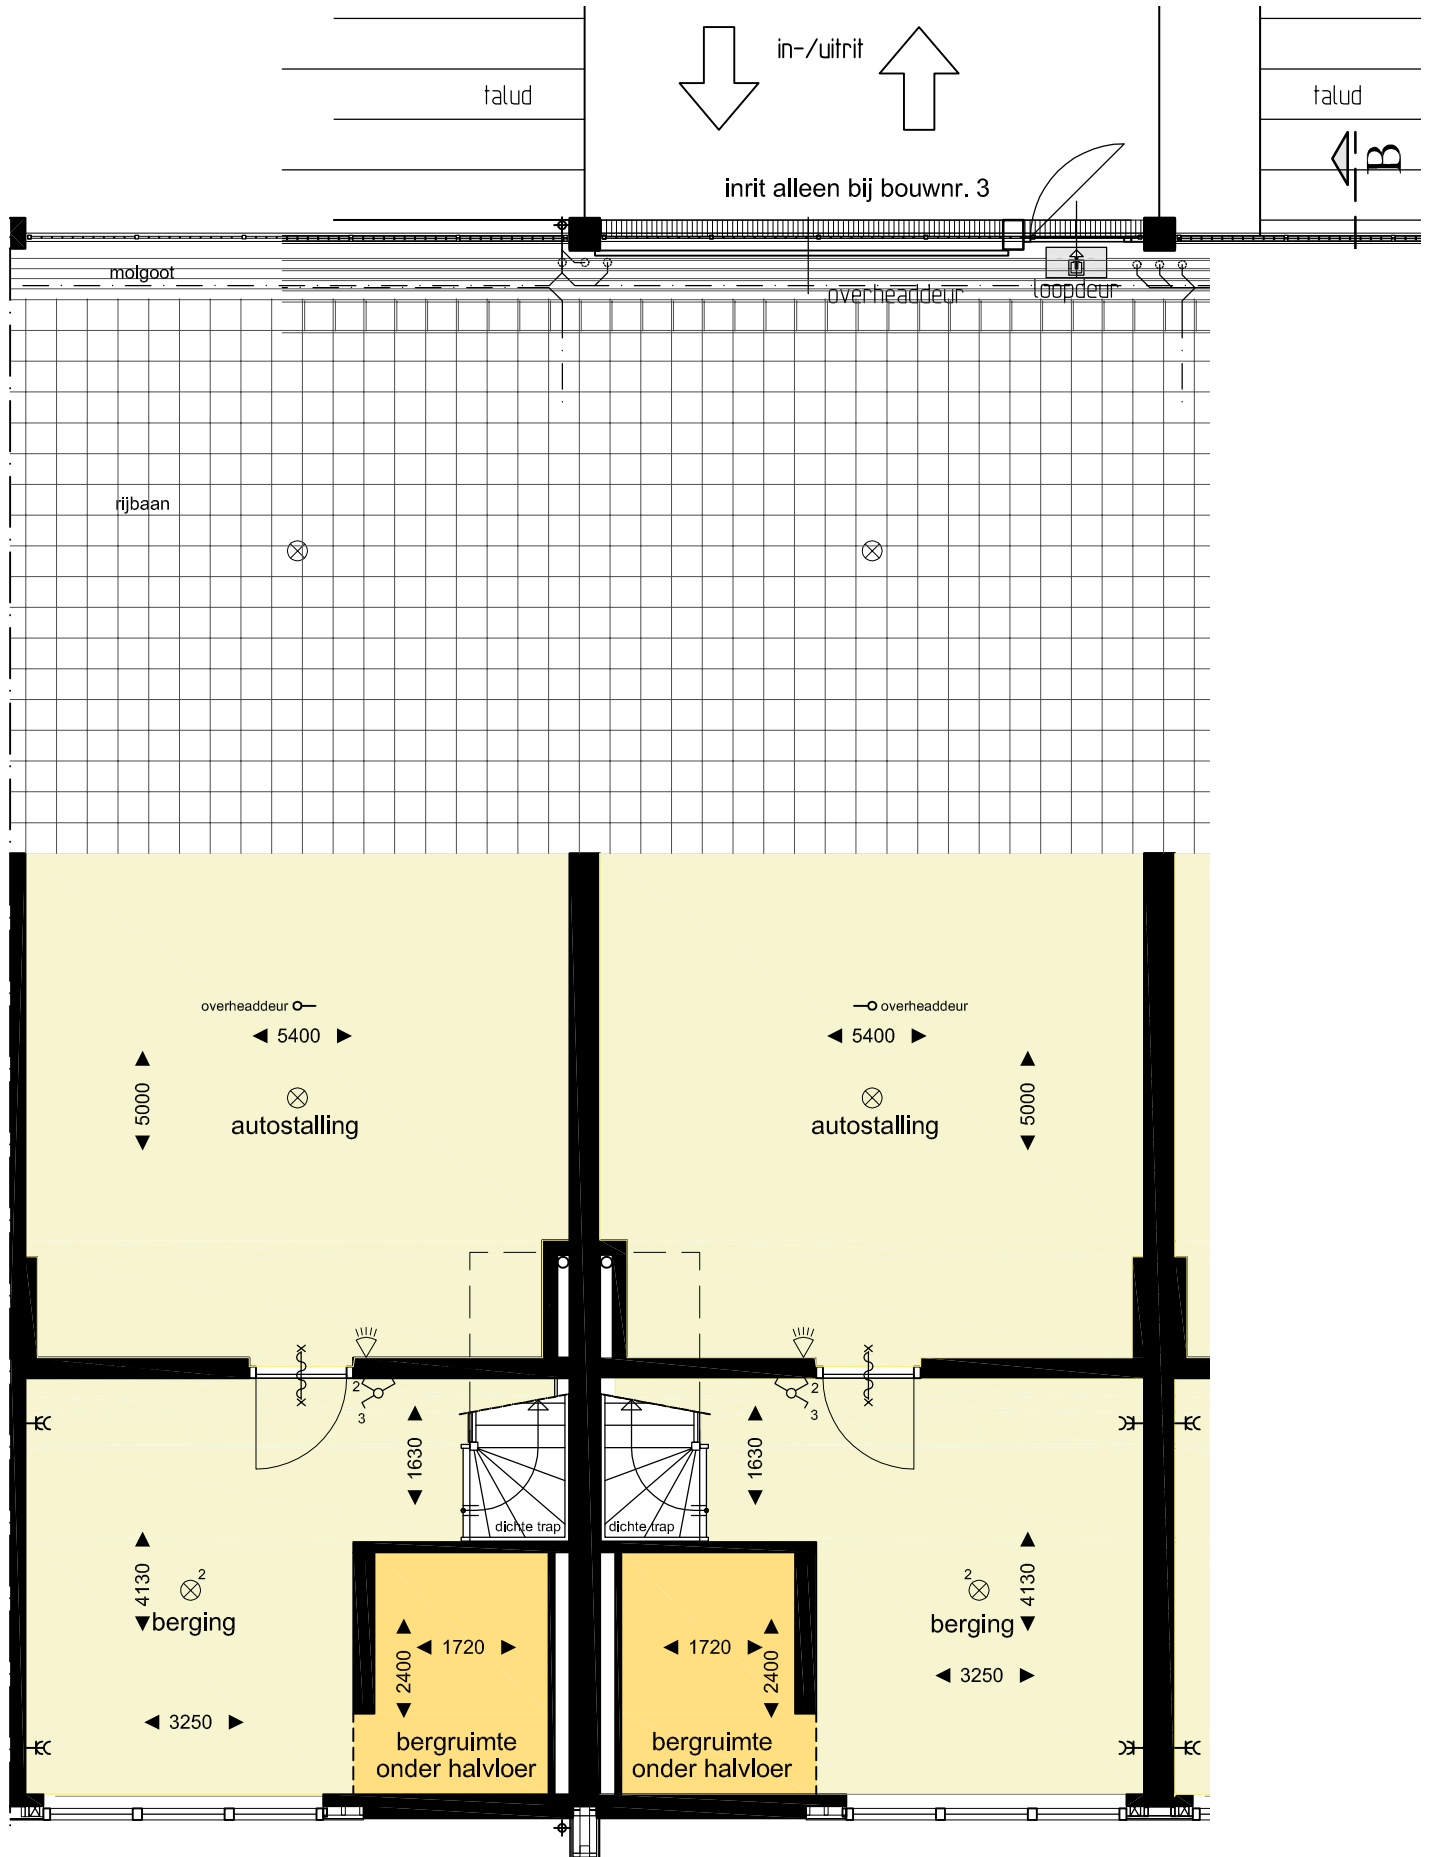 in-/uitrit
talud
talud
B
inrit alleen bij bouwnr. 3
molgoot
overheaddeur
loopdeur
rijbaan
overheaddeur
overheaddeur
5400
5400
5000
5000
autostalling
autostalling
2
3
2
3
1630
1630
dichte trap
dichte trap
2
4130
berging
2
4130
berging
1720
2400
1720
2400
3250
3250
bergruimte
onder halvloer
bergruimte
onder halvloer